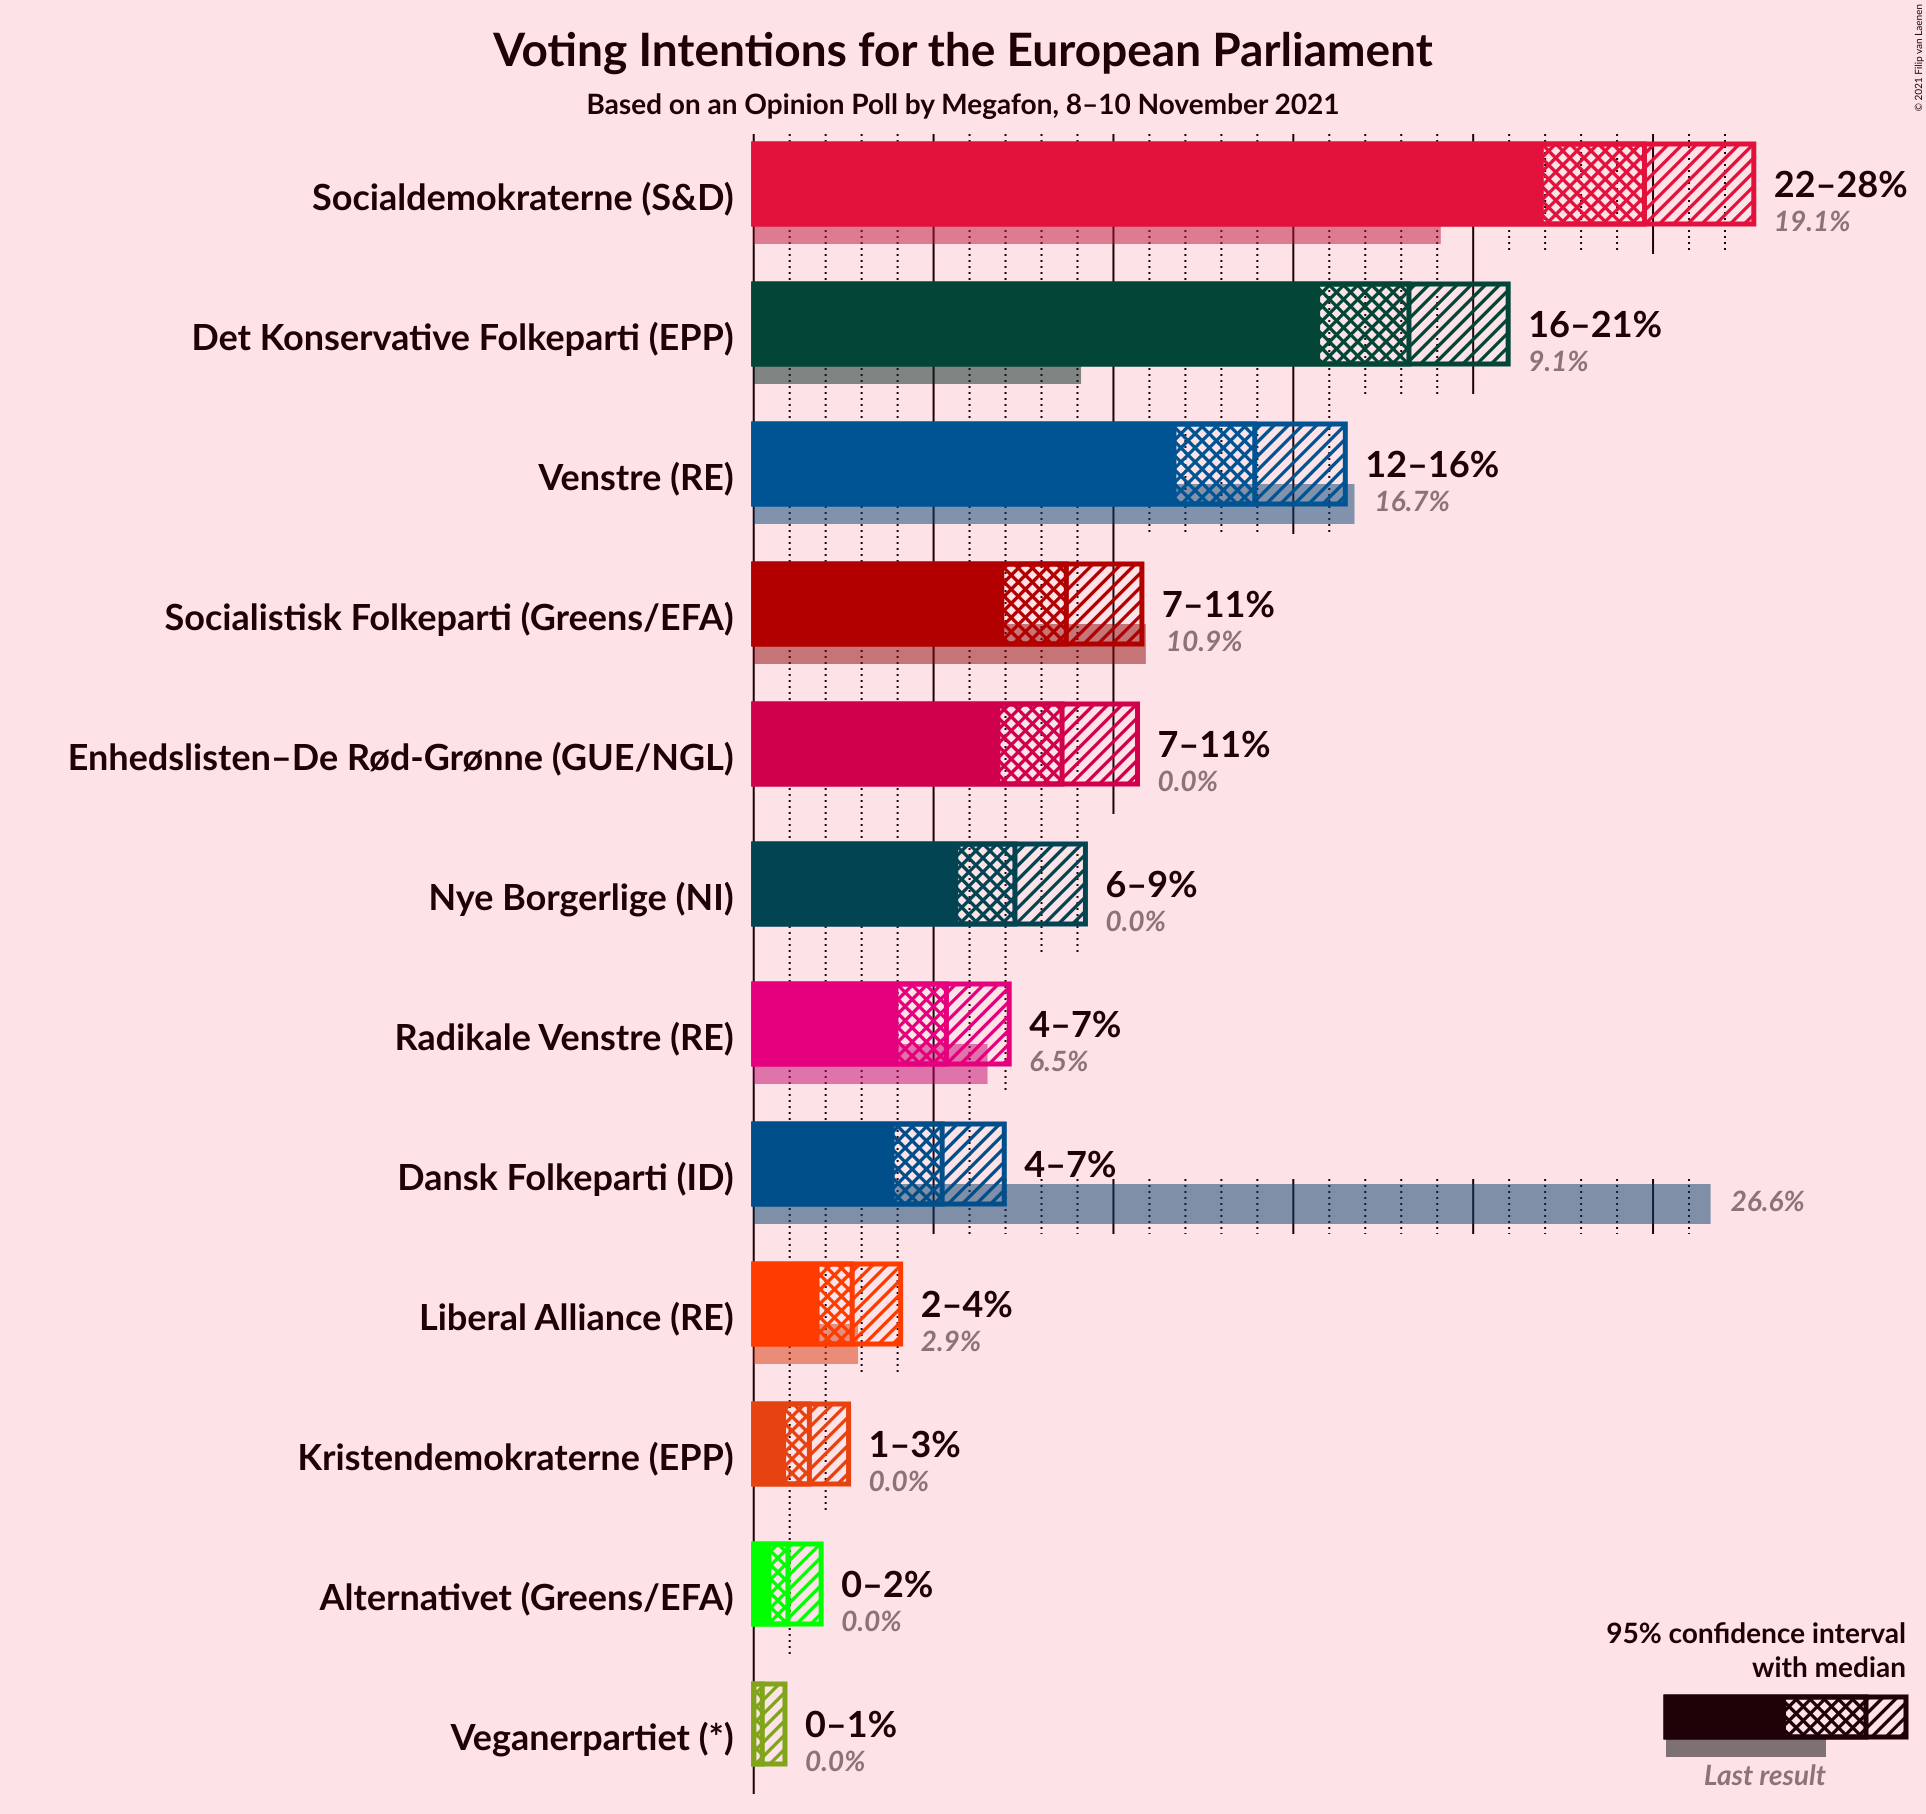 Voting Intentions for the European Parliament
Based on an Opinion Poll by Megafon, 8–10 November 2021
© 2021 Filip van Laenen
Socialdemokraterne (S&D)
22–28%
19.1%
Det Konservative Folkeparti (EPP)
16–21%
9.1%
Venstre (RE)
12–16%
16.7%
Socialistisk Folkeparti (Greens/EFA)
7–11%
10.9%
Enhedslisten–De Rød-Grønne (GUE/NGL)
7–11%
0.0%
Nye Borgerlige (NI)
6–9%
0.0%
Radikale Venstre (RE)
4–7%
6.5%
Dansk Folkeparti (ID)
4–7%
26.6%
Liberal Alliance (RE)
2–4%
2.9%
Kristendemokraterne (EPP)
1–3%
0.0%
Alternativet (Greens/EFA)
0–2%
0.0%
Veganerpartiet (*)
0–1%
0.0%
95% confidence interval
with median
Last result